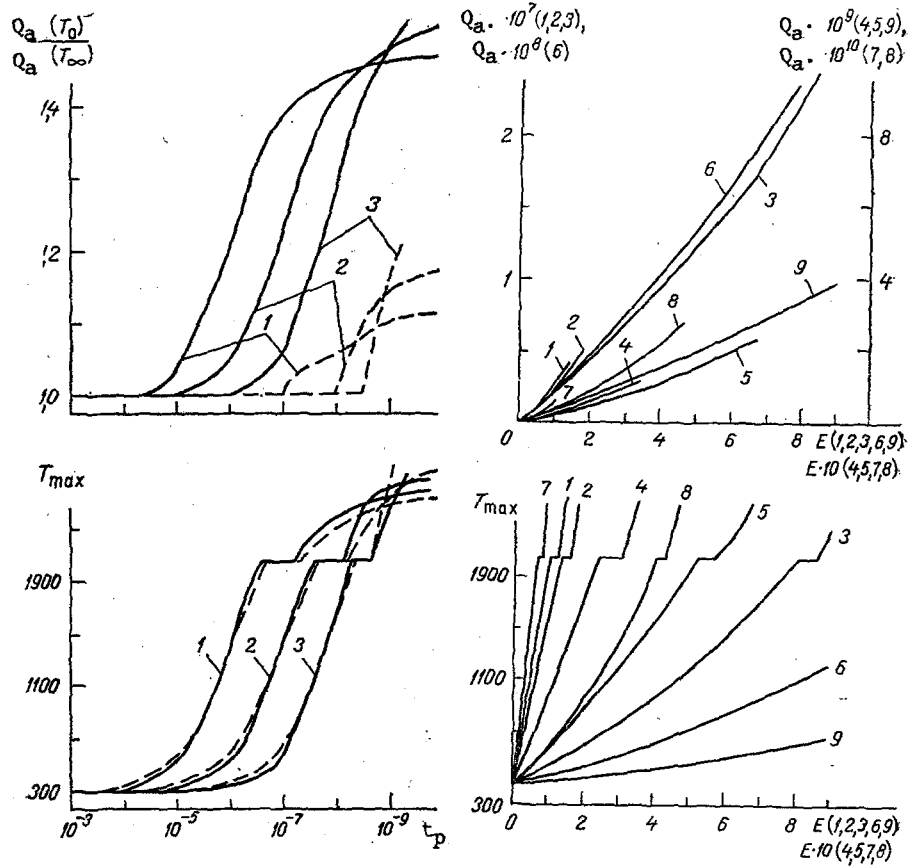 Qa (T0)
Qa (T∞)
1,4
1,2
1,0
1
2
3
Qa · 10^7 (1,2,3),
Qa · 10^8 (6)
Qa · 10^9 (4,5,9),
Qa · 10^10 (7,8)
2
1
8
4
6
3
9
8
2
1
4
5
7
0 2 4 6 8 E(1,2,3,6,9);
E·10(4,5,7,8)
Tmax
1900
1100
300
1
2
3
10^-3 10^-5 10^-7 10^-9
tp
Tmax
1900
1100
300
7 1 2 4 8 5 3
6
9
0 2 4 6 8 E(1,2,3,6,9);
E·10(4,5,7,8)